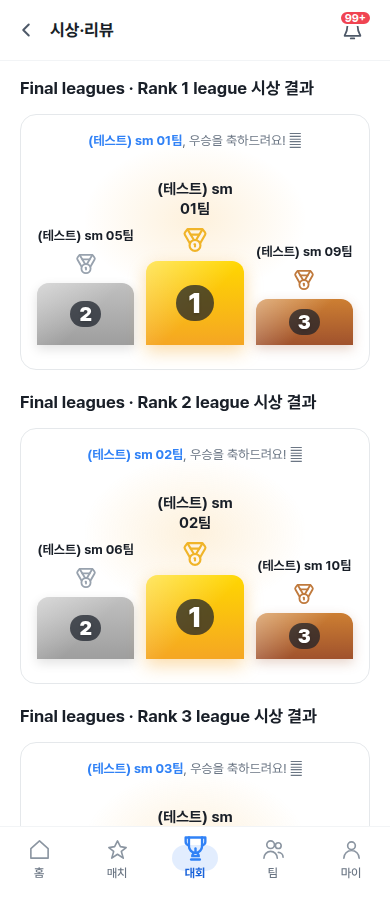 시상·리뷰
99+
Final leagues · Rank 1 league 시상 결과
(테스트) sm 01팀, 우승을 축하드려요!
(테스트) sm
01팀
(테스트) sm 05팀
(테스트) sm 09팀
2
1
3
Final leagues · Rank 2 league 시상 결과
(테스트) sm 02팀, 우승을 축하드려요!
(테스트) sm
02팀
(테스트) sm 06팀
(테스트) sm 10팀
2
1
3
Final leagues · Rank 3 league 시상 결과
(테스트) sm 03팀, 우승을 축하드려요!
(테스트) sm
홈
매치
대회
팀
마이